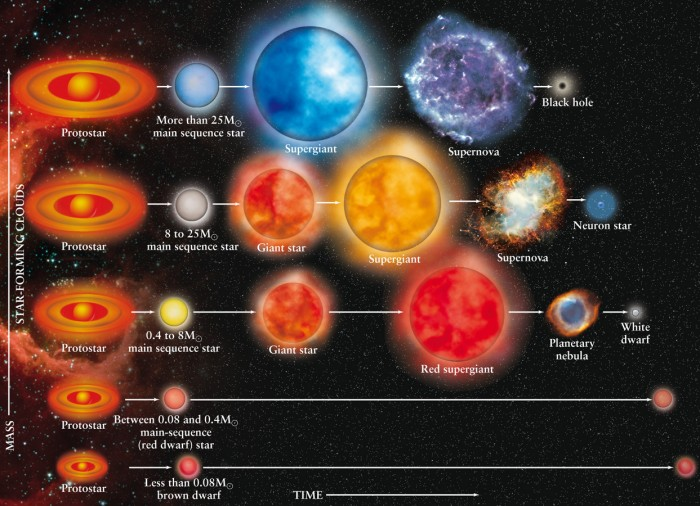 Protostar
More than 25M☉
main sequence star
Supergiant
Supernova
Black hole
Protostar
8 to 25M☉
main sequence star
Giant star
Supergiant
Supernova
Neuron star
Protostar
0.4 to 8M☉
main sequence star
Giant star
Red supergiant
Planetary
nebula
White
dwarf
Protostar
Between 0.08 and 0.4M☉
main-sequence
(red dwarf) star
Protostar
Less than 0.08M☉
brown dwarf
MASS
STAR-FORMING CLOUDS
TIME